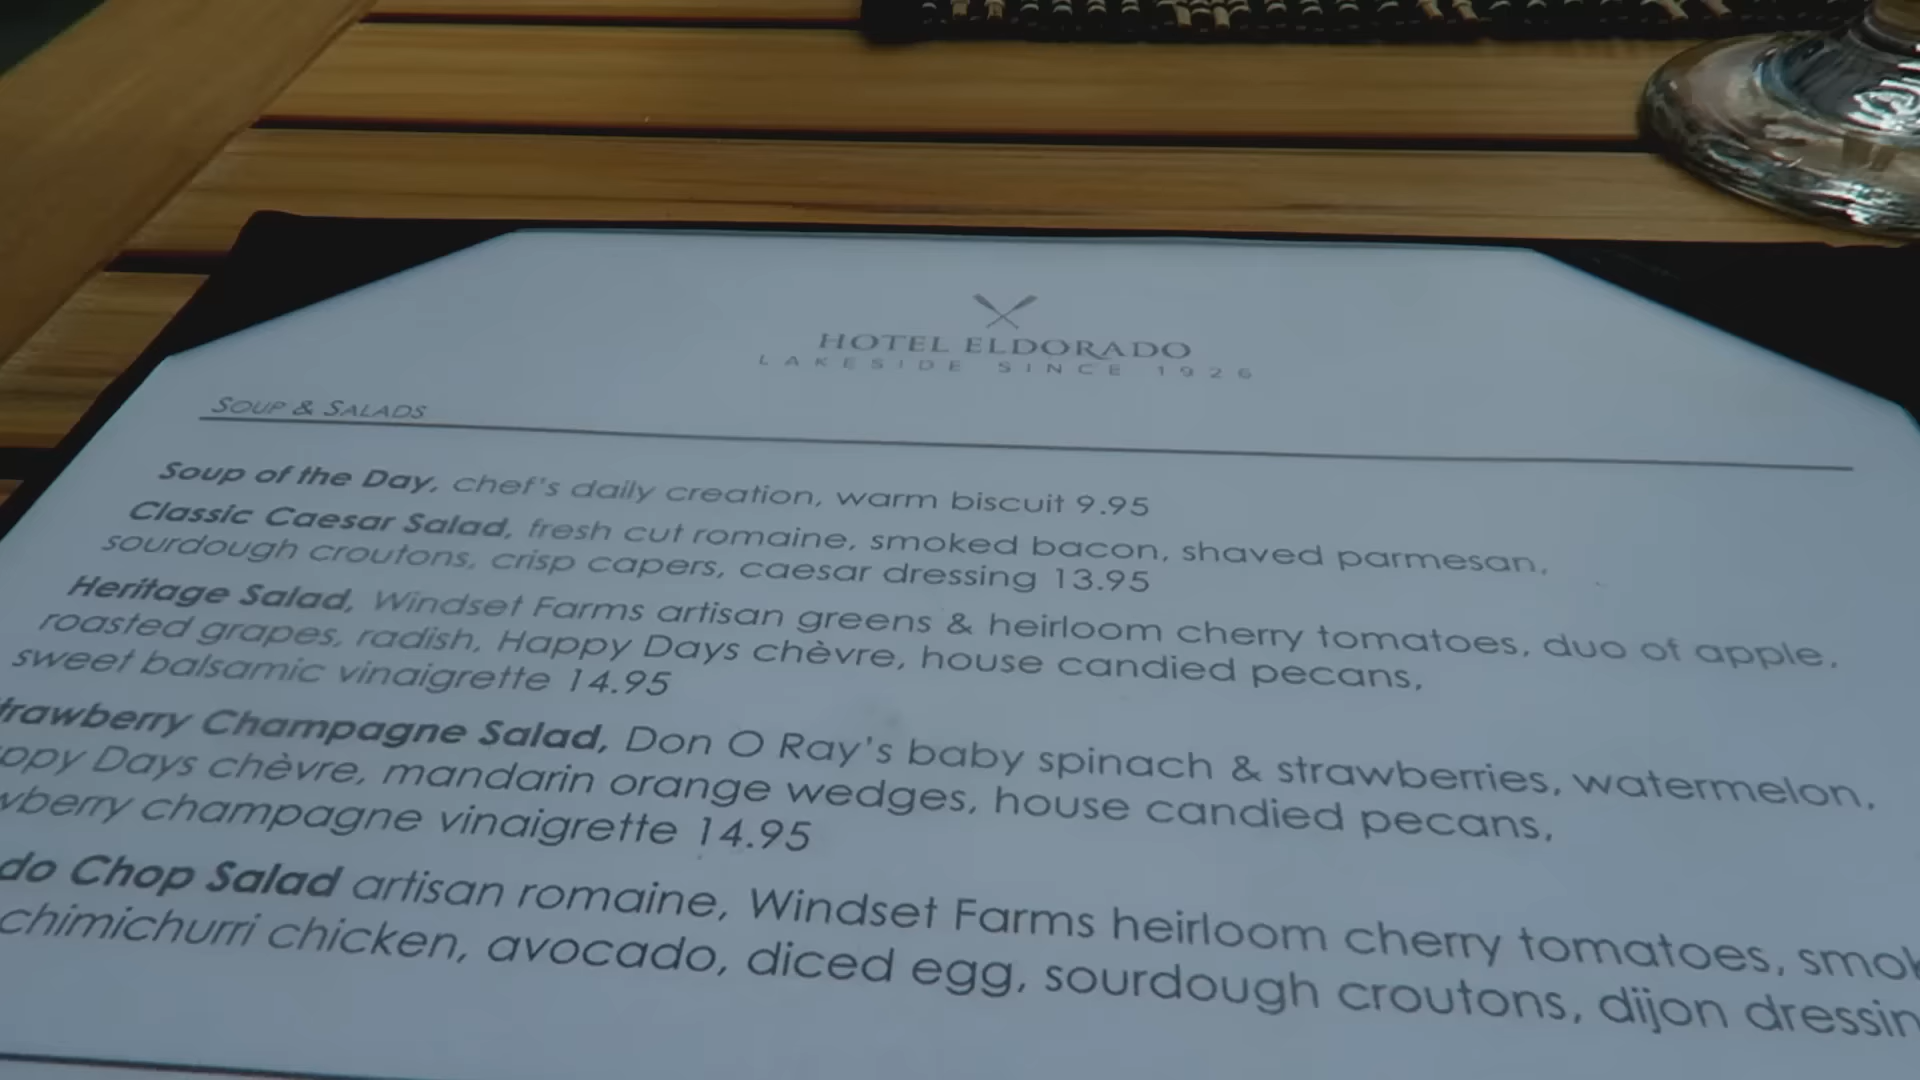 HOTEL ELDORADO
LAKESIDE SINCE 1926
SOUP & SALADS
Soup of the Day, chef's daily creation, warm biscuit 9.95
Classic Caesar Salad, fresh cut romaine, smoked bacon, shaved parmesan,
sourdough croutons, crisp capers, caesar dressing 13.95
Heritage Salad, Windset Farms artisan greens & heirloom cherry tomatoes, duo of apple,
roasted grapes, radish, Happy Days chèvre, house candied pecans,
sweet balsamic vinaigrette 14.95
trawberry Champagne Salad, Don O Ray's baby spinach & strawberries, watermelon,
ppy Days chèvre, mandarin orange wedges, house candied pecans,
wberry champagne vinaigrette 14.95
do Chop Salad artisan romaine, Windset Farms heirloom cherry tomatoes, smok
chimichurri chicken, avocado, diced egg, sourdough croutons, dijon dressin